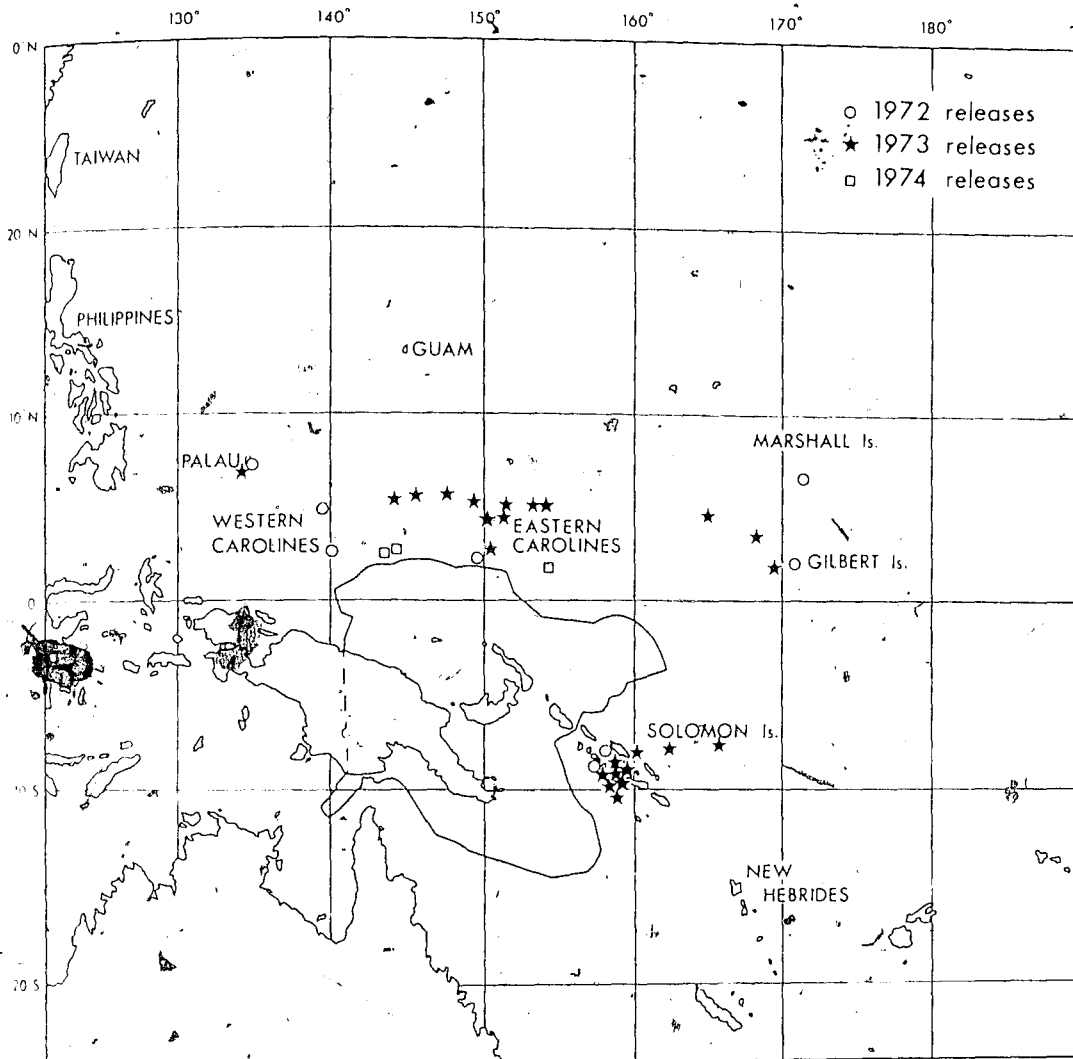 130° 140° 150° 160° 170° 180°
0° N
1972 releases
1973 releases
1974 releases
TAIWAN
20 N
PHILIPPINES
GUAM
10 N
MARSHALL Is.
PALAU
WESTERN
CAROLINES
EASTERN
CAROLINES
GILBERT Is.
0
SOLOMON Is.
0 S
NEW
HEBRIDES
20 S